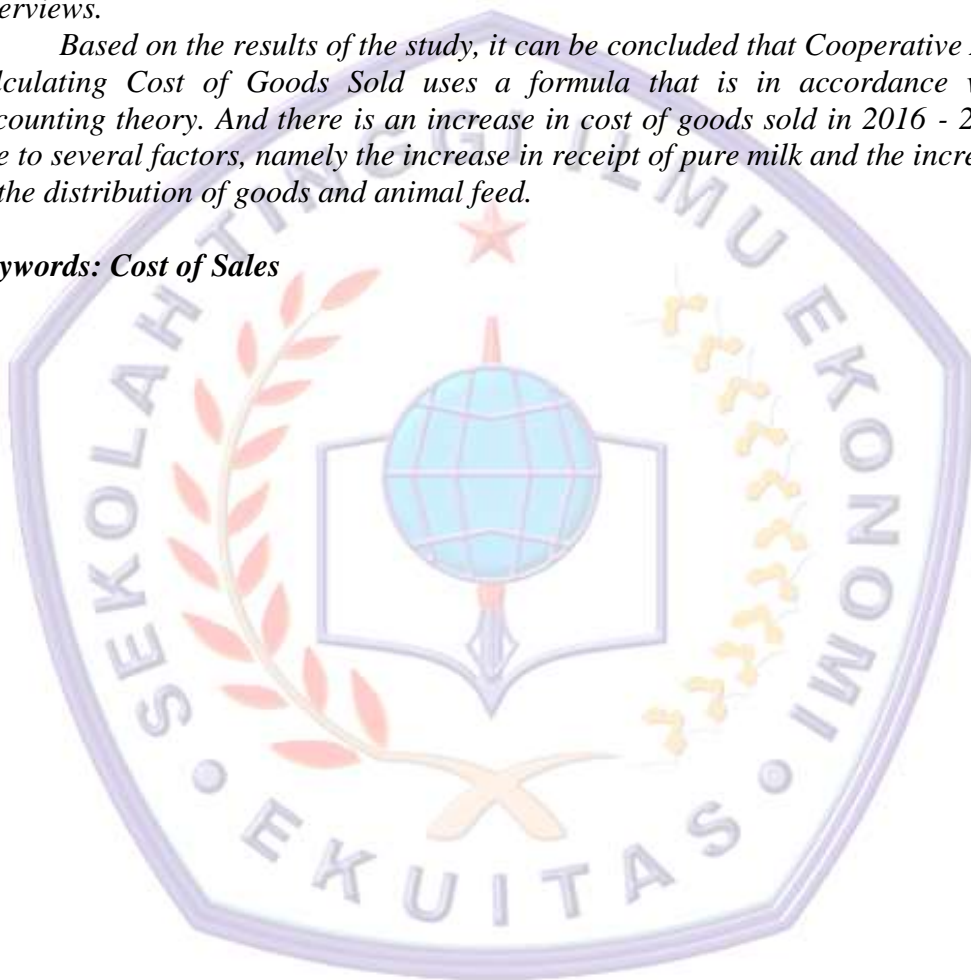 erviews.
Based on the results of the study, it can be concluded that Cooperative
lculating Cost of Goods Sold uses a formula that is in accordance
counting theory. And there is an increase in cost of goods sold in 2016 - 2
e to several factors, namely the increase in receipt of pure milk and the incre
the distribution of goods and animal feed.
ywords: Cost of Sales
SEKOLAH TINGGI ILMU EKONOMI
• EKUITAS •